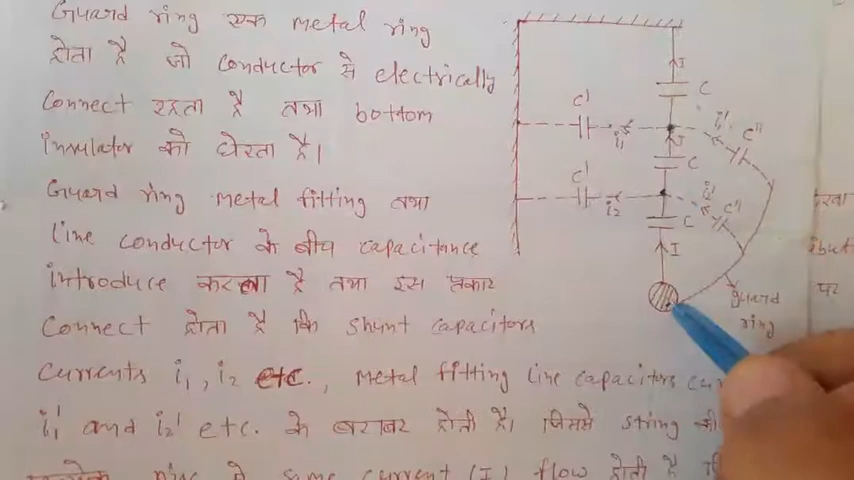 Guard ring एक metal ring
होता है जो conductor से electrically
connect रहता है तथा bottom
insulator को घेरता है।
Guard ring metal fitting तथा
line conductor के बीच capacitance
introduce करता है तथा इस प्रकार
connect होता है कि shunt capacitors
currents i₁, i₂ etc., metal fitting line capacitors
i₁' and i₂' etc. के बराबर होती है। जिससे string की
same current (I) flow होती है
I
C
C'
i₁
I
i₁'
C"
C
C'
i₂
i₂'
C"
C
I
guard
ring
पर